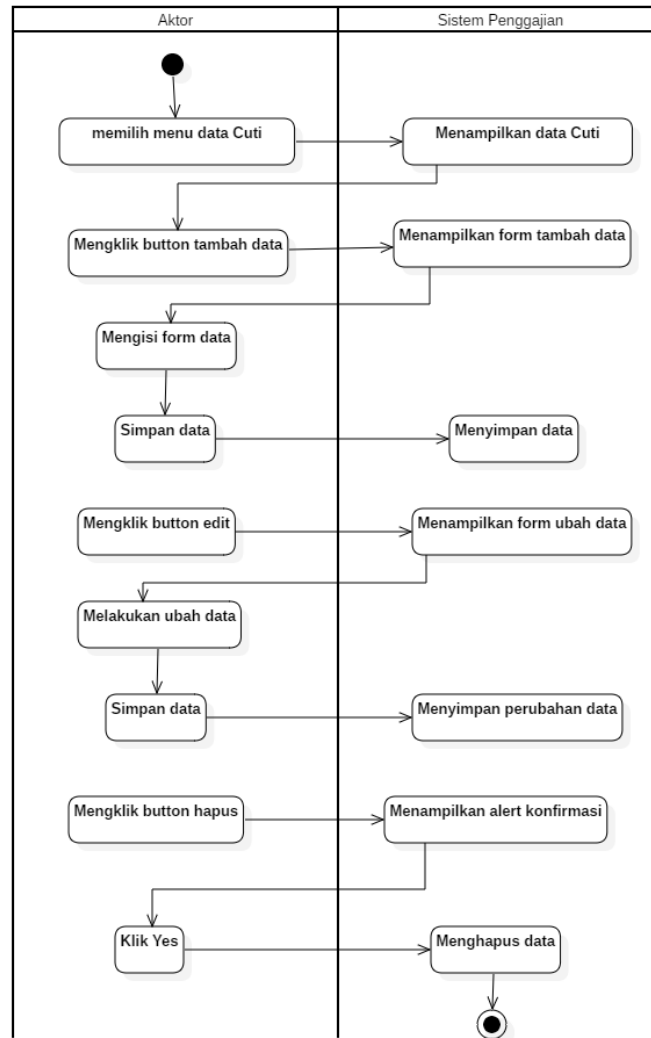 Aktor
Sistem Penggajian
memilih menu data Cuti
Menampilkan data Cuti
Mengklik button tambah data
Menampilkan form tambah data
Mengisi form data
Simpan data
Menyimpan data
Mengklik button edit
Menampilkan form ubah data
Melakukan ubah data
Simpan data
Menyimpan perubahan data
Mengklik button hapus
Menampilkan alert konfirmasi
Klik Yes
Menghapus data